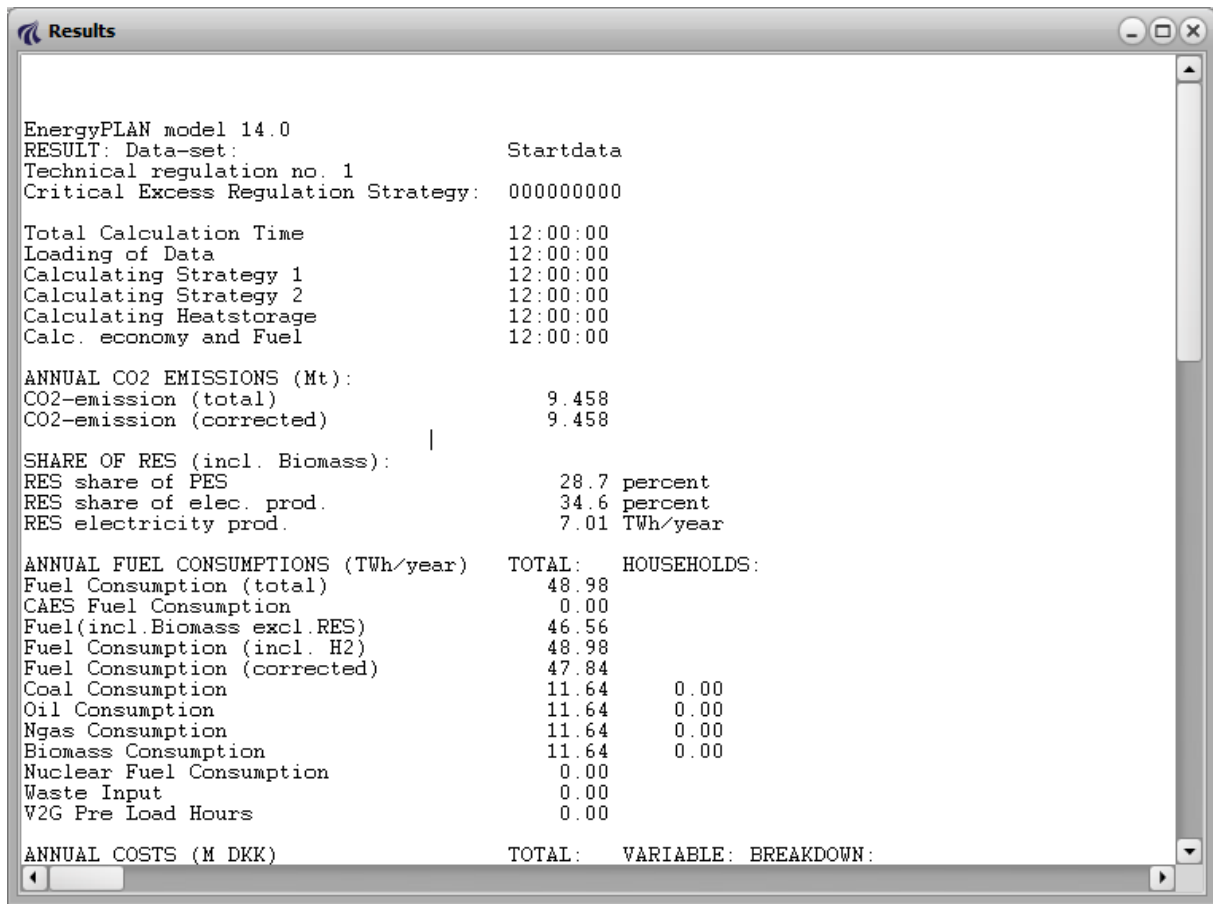 Results
EnergyPLAN model 14.0
RESULT: Data-set: Startdata
Technical regulation no. 1
Critical Excess Regulation Strategy: 000000000
Total Calculation Time 12:00:00
Loading of Data 12:00:00
Calculating Strategy 1 12:00:00
Calculating Strategy 2 12:00:00
Calculating Heatstorage 12:00:00
Calc. economy and Fuel 12:00:00
ANNUAL CO2 EMISSIONS (Mt):
CO2-emission (total) 9.458
CO2-emission (corrected) 9.458
SHARE OF RES (incl. Biomass):
RES share of PES 28.7 percent
RES share of elec. prod. 34.6 percent
RES electricity prod. 7.01 TWh/year
ANNUAL FUEL CONSUMPTIONS (TWh/year) TOTAL: HOUSEHOLDS:
Fuel Consumption (total) 48.98
CAES Fuel Consumption 0.00
Fuel(incl.Biomass excl.RES) 46.56
Fuel Consumption (incl. H2) 48.98
Fuel Consumption (corrected) 47.84
Coal Consumption 11.64 0.00
Oil Consumption 11.64 0.00
Ngas Consumption 11.64 0.00
Biomass Consumption 11.64 0.00
Nuclear Fuel Consumption 0.00
Waste Input 0.00
V2G Pre Load Hours 0.00
ANNUAL COSTS (M DKK) TOTAL: VARIABLE: BREAKDOWN: